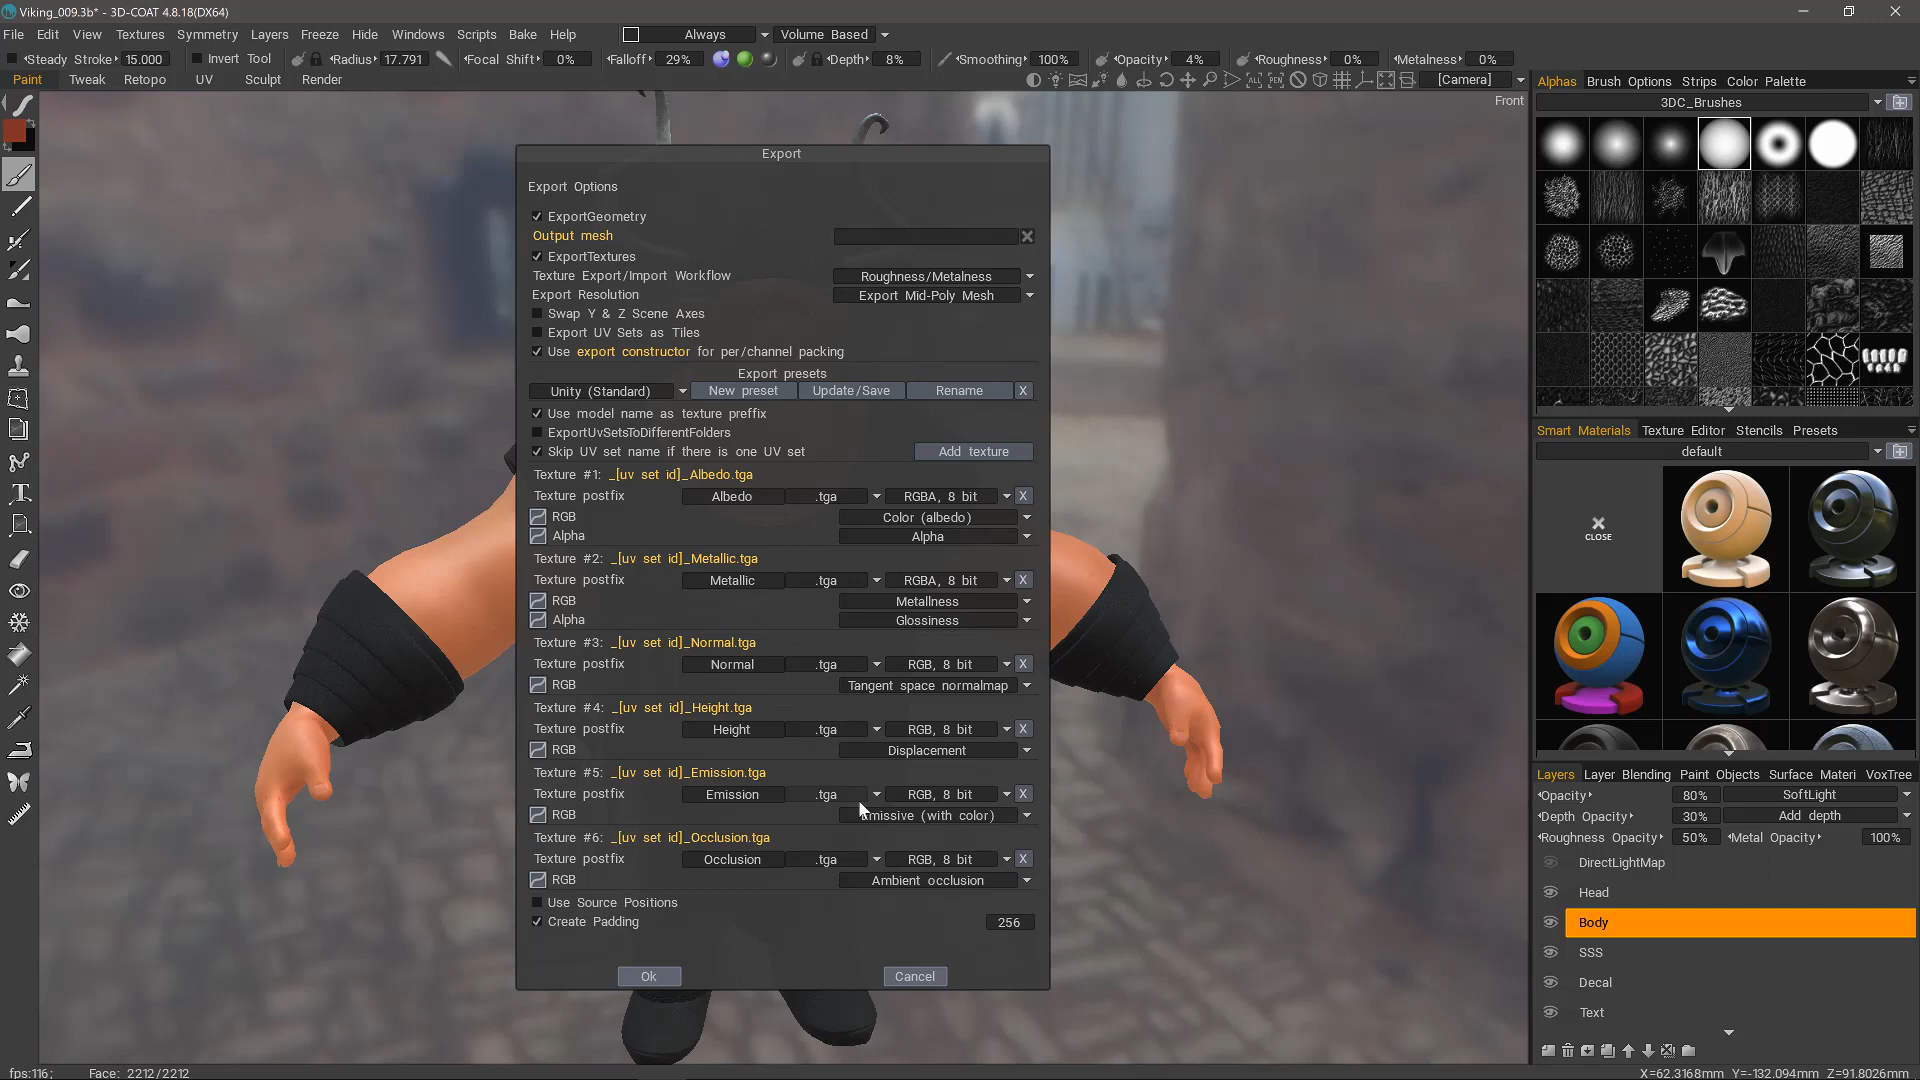 Viking_009.3b* - 3D-COAT 4.8.18(DX64)
File Edit View Textures Symmetry Layers Freeze Hide Windows Scripts Bake Help Always Volume Based
Steady Stroke 15.000 Invert Tool Radius 17.791 Focal Shift 0% Falloff 29% Depth 8% Smoothing 100% Opacity 4% Roughness 0% Metalness 0%
Paint Tweak Retopo UV Sculpt Render [Camera]
Front
Export
Export Options
ExportGeometry
Output mesh
ExportTextures
Texture Export/Import Workflow Roughness/Metalness
Export Resolution Export Mid-Poly Mesh
Swap Y & Z Scene Axes
Export UV Sets as Tiles
Use export constructor for per/channel packing
Export presets
Unity (Standard) New preset Update/Save Rename X
Use model name as texture preffix
ExportUvSetsToDifferentFolders
Skip UV set name if there is one UV set Add texture
Texture #1: _[uv set id]_Albedo.tga
Texture postfix Albedo .tga RGBA, 8 bit X
RGB Color (albedo)
Alpha Alpha
Texture #2: _[uv set id]_Metallic.tga
Texture postfix Metallic .tga RGBA, 8 bit X
RGB Metallness
Alpha Glossiness
Texture #3: _[uv set id]_Normal.tga
Texture postfix Normal .tga RGB, 8 bit X
RGB Tangent space normalmap
Texture #4: _[uv set id]_Height.tga
Texture postfix Height .tga RGB, 8 bit X
RGB Displacement
Texture #5: _[uv set id]_Emission.tga
Texture postfix Emission .tga RGB, 8 bit X
RGB Emissive (with color)
Texture #6: _[uv set id]_Occlusion.tga
Texture postfix Occlusion .tga RGB, 8 bit X
RGB Ambient occlusion
Use Source Positions
Create Padding 256
Ok Cancel
Alphas Brush Options Strips Color Palette
3DC_Brushes
Smart Materials Texture Editor Stencils Presets
default
CLOSE
Layers Layer Blending Paint Objects Surface Materi VoxTree
Opacity 80% SoftLight
Depth Opacity 30% Add depth
Roughness Opacity 50% Metal Opacity 100%
DirectLightMap
Head
Body
SSS
Decal
Text
fps:116; Face: 2212/2212 X=62.3168mm Y=-132.094mm Z=91.8026mm